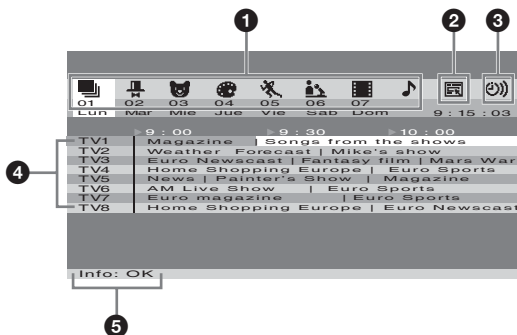 1 2 3
01 02 03 04 05 06 07
Lun Mar Mie Jue Vie Sab Dom 9 : 15 : 03
9 : 00 9 : 30 10 : 00
TV1 Magazine | Songs from the shows
TV2 Weather Forecast | Mike's show
TV3 Euro Newscast | Fantasy film | Mars War
4
TV4 Home Shopping Europe | Euro Sports
TV5 News | Painter's Show | Magazine
TV6 AM Live Show | Euro Sports
TV7 Euro magazine | Euro Sports
TV8 Home Shopping Europe | Euro Newscast
Info: OK
5